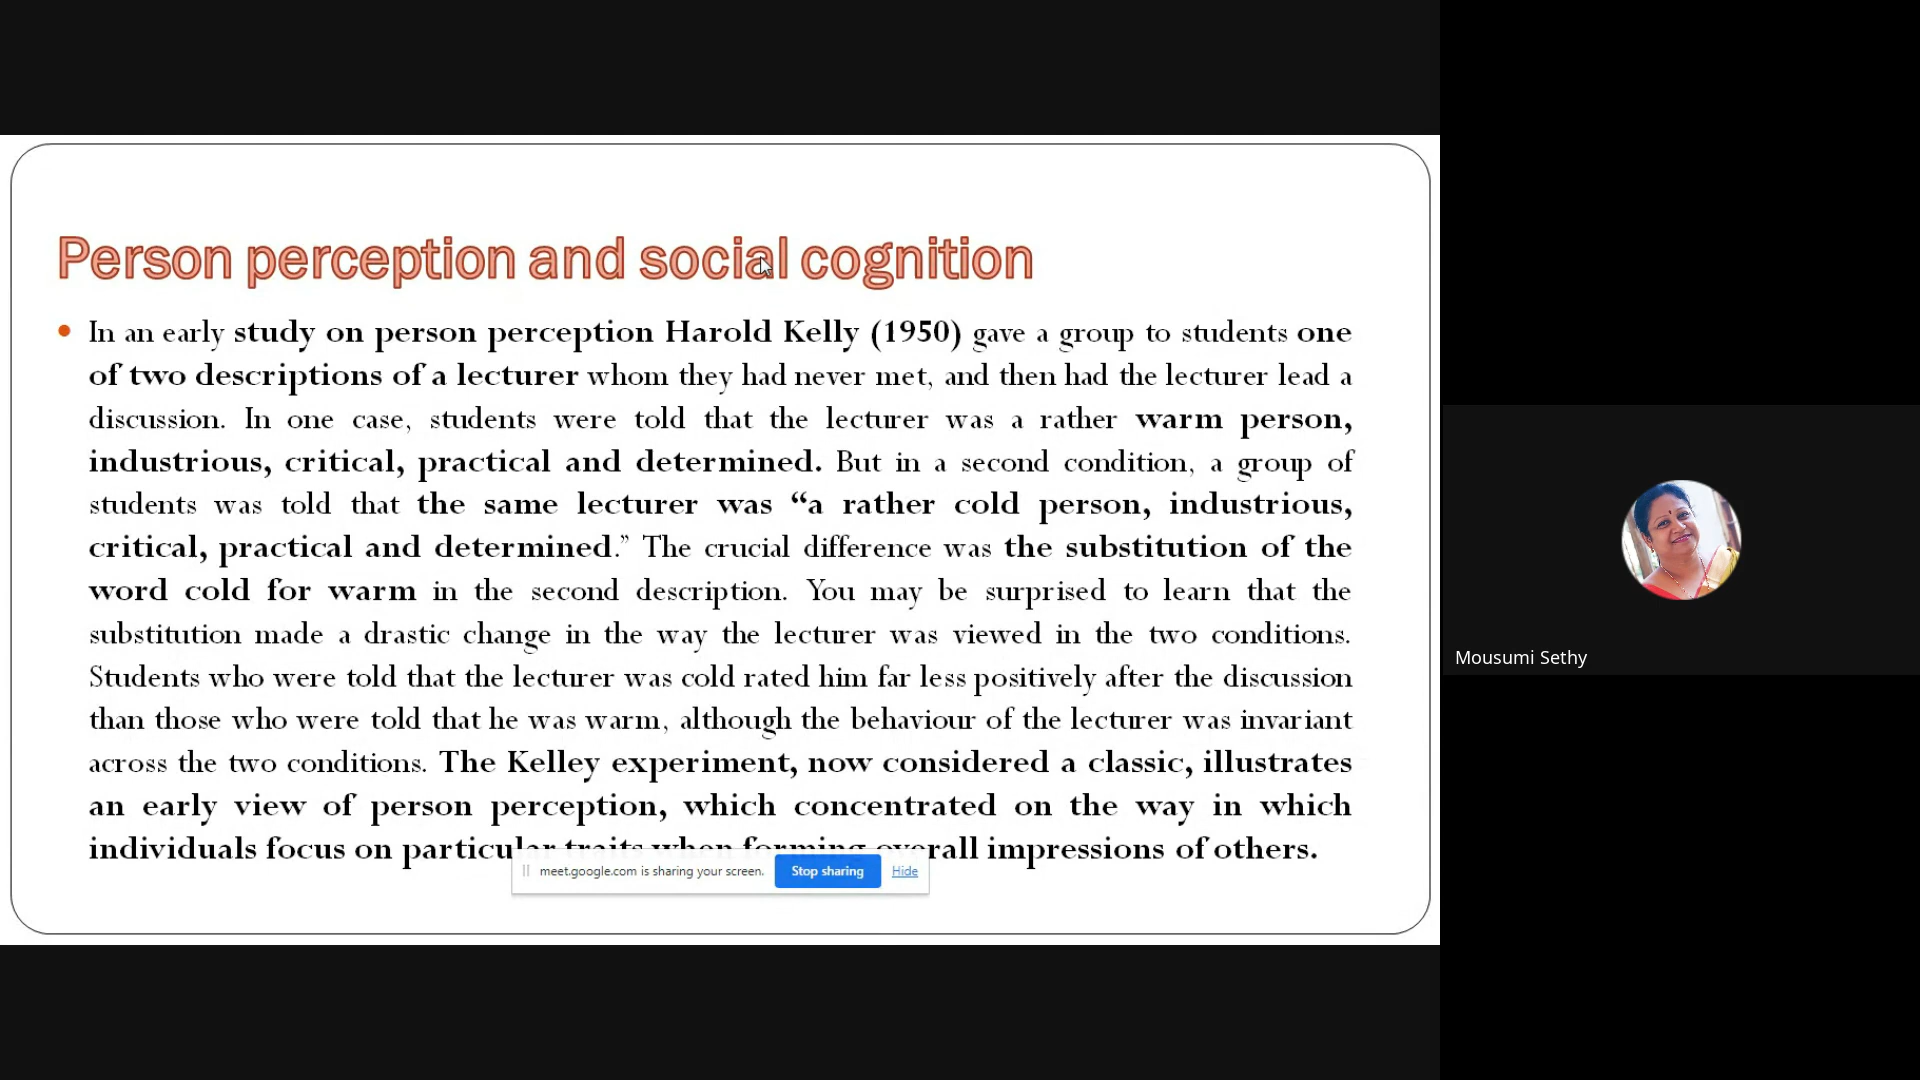 Person perception and social cognition
• In an early study on person perception Harold Kelly (1950) gave a group to students one
of two descriptions of a lecturer whom they had never met, and then had the lecturer lead a
discussion. In one case, students were told that the lecturer was a rather warm person,
industrious, critical, practical and determined. But in a second condition, a group of
students was told that the same lecturer was “a rather cold person, industrious,
critical, practical and determined.” The crucial difference was the substitution of the
word cold for warm in the second description. You may be surprised to learn that the
substitution made a drastic change in the way the lecturer was viewed in the two conditions.
Students who were told that the lecturer was cold rated him far less positively after the discussion
than those who were told that he was warm, although the behaviour of the lecturer was invariant
across the two conditions. The Kelley experiment, now considered a classic, illustrates
an early view of person perception, which concentrated on the way in which
individuals focus on particular traits when forming overall impressions of others.
meet.google.com is sharing your screen. Stop sharing Hide
Mousumi Sethy